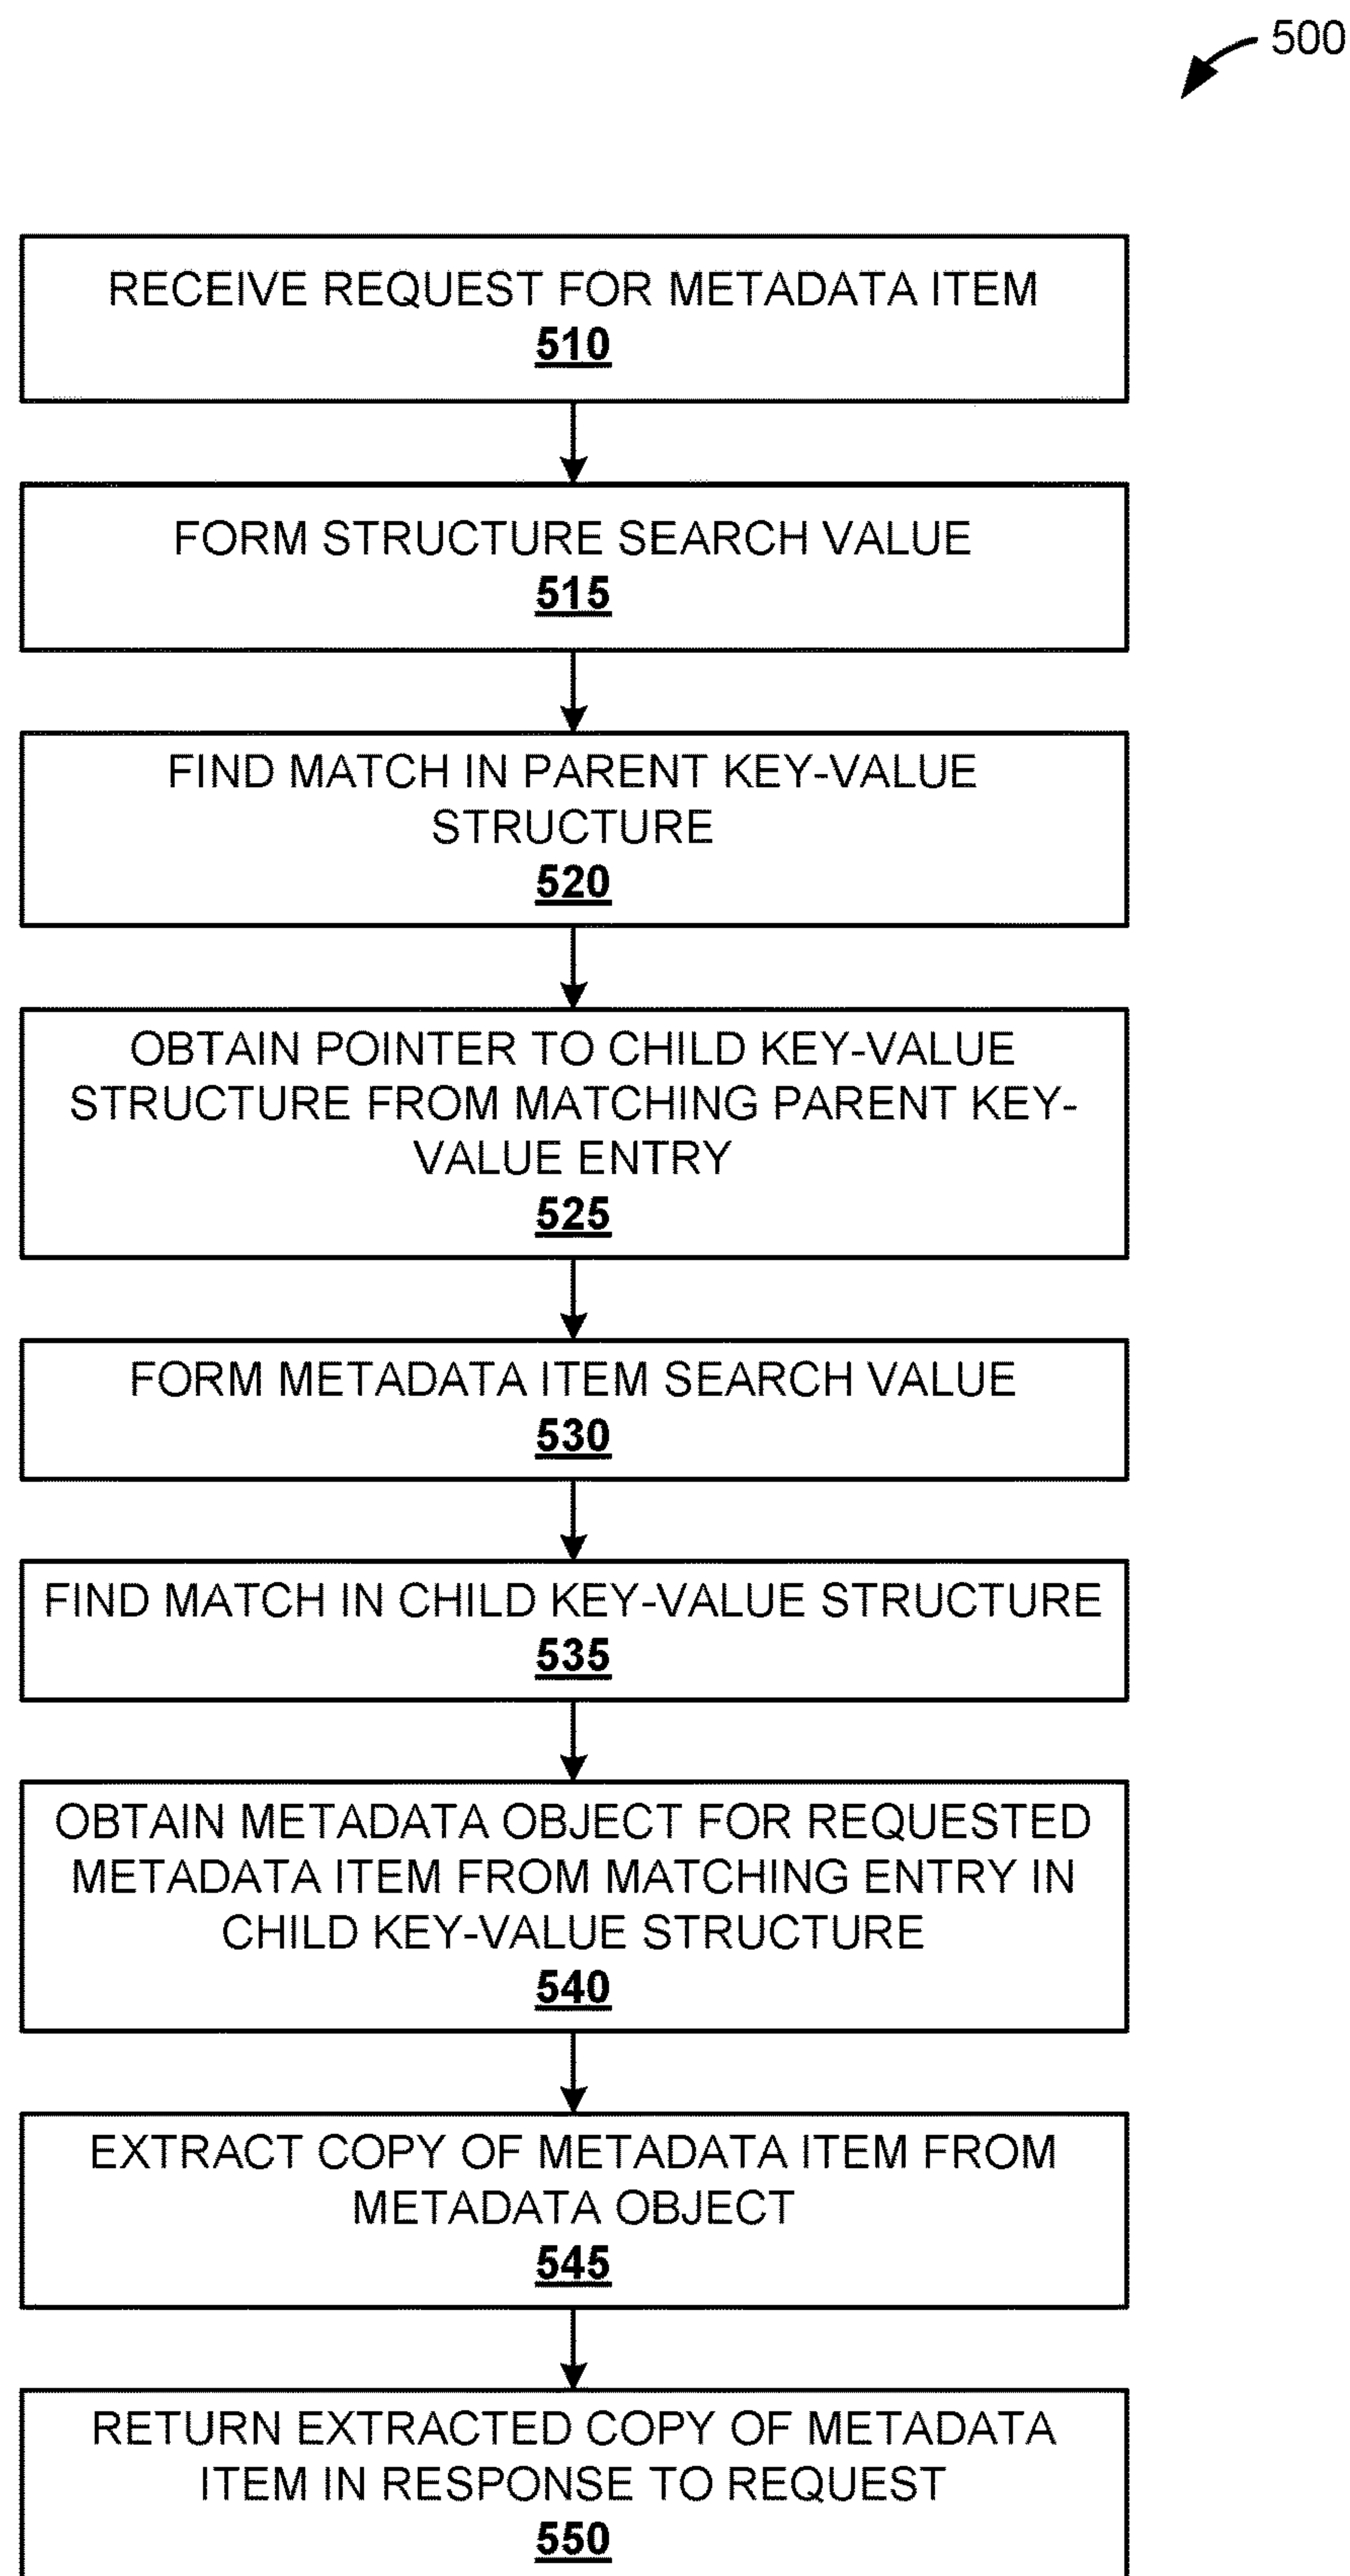 500
RECEIVE REQUEST FOR METADATA ITEM
510
FORM STRUCTURE SEARCH VALUE
515
FIND MATCH IN PARENT KEY-VALUE
STRUCTURE
520
OBTAIN POINTER TO CHILD KEY-VALUE
STRUCTURE FROM MATCHING PARENT KEY-
VALUE ENTRY
525
FORM METADATA ITEM SEARCH VALUE
530
FIND MATCH IN CHILD KEY-VALUE STRUCTURE
535
OBTAIN METADATA OBJECT FOR REQUESTED
METADATA ITEM FROM MATCHING ENTRY IN
CHILD KEY-VALUE STRUCTURE
540
EXTRACT COPY OF METADATA ITEM FROM
METADATA OBJECT
545
RETURN EXTRACTED COPY OF METADATA
ITEM IN RESPONSE TO REQUEST
550